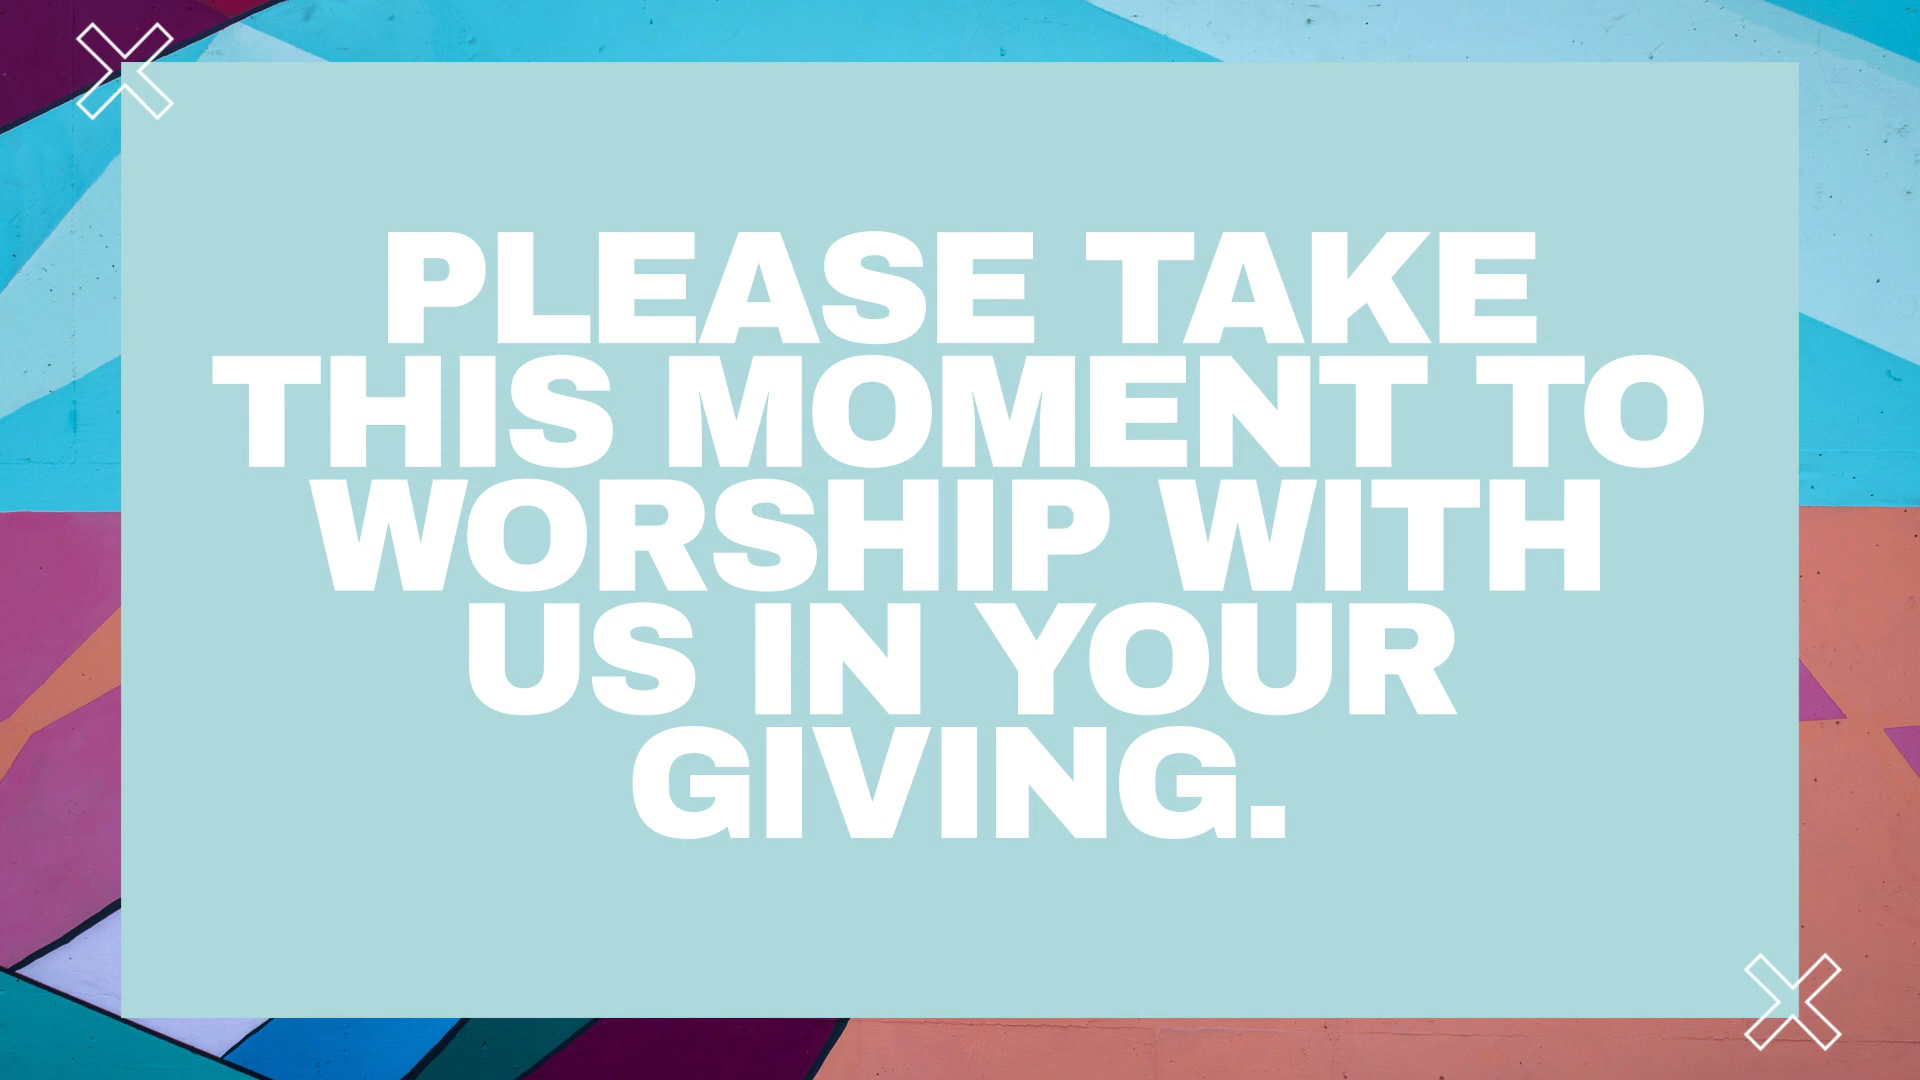 PLEASE TAKE
THIS MOMENT TO
WORSHIP WITH
US IN YOUR
GIVING.